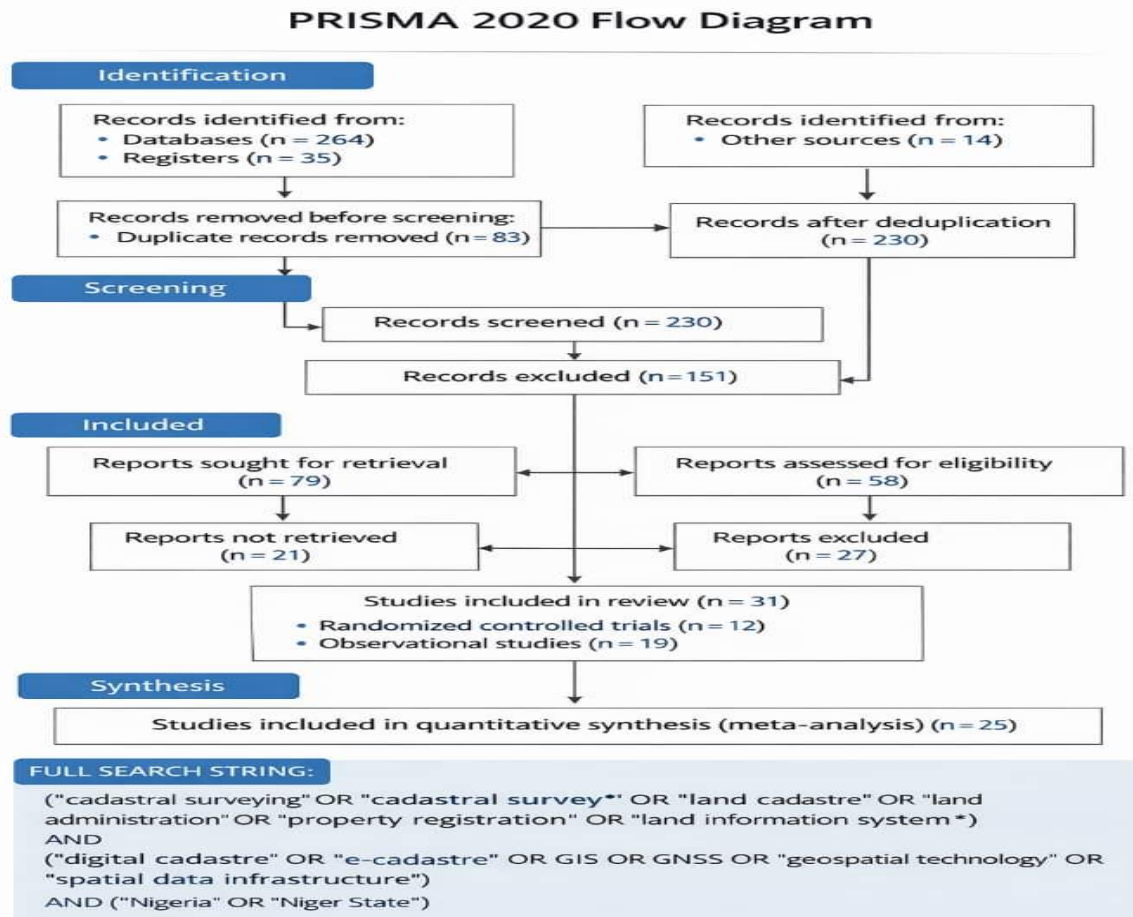 PRISMA 2020 Flow Diagram
Identification
Records identified from:
• Databases (n = 264)
• Registers (n = 35)
Records identified from:
• Other sources (n = 14)
Records removed before screening:
• Duplicate records removed (n = 83)
Records after deduplication
(n = 230)
Screening
Records screened (n = 230)
Records excluded (n=151)
Included
Reports sought for retrieval
(n = 79)
Reports assessed for eligibility
(n = 58)
Reports not retrieved
(n = 21)
Reports excluded
(n = 27)
Studies included in review (n = 31)
• Randomized controlled trials (n = 12)
• Observational studies (n = 19)
Synthesis
Studies included in quantitative synthesis (meta-analysis) (n = 25)
FULL SEARCH STRING:
("cadastral surveying" OR "cadastral survey*' OR "land cadastre" OR "land
administration" OR "property registration" OR "land information system*)
AND
("digital cadastre" OR "e-cadastre" OR GIS OR GNSS OR "geospatial technology" OR
"spatial data infrastructure")
AND ("Nigeria" OR "Niger State")